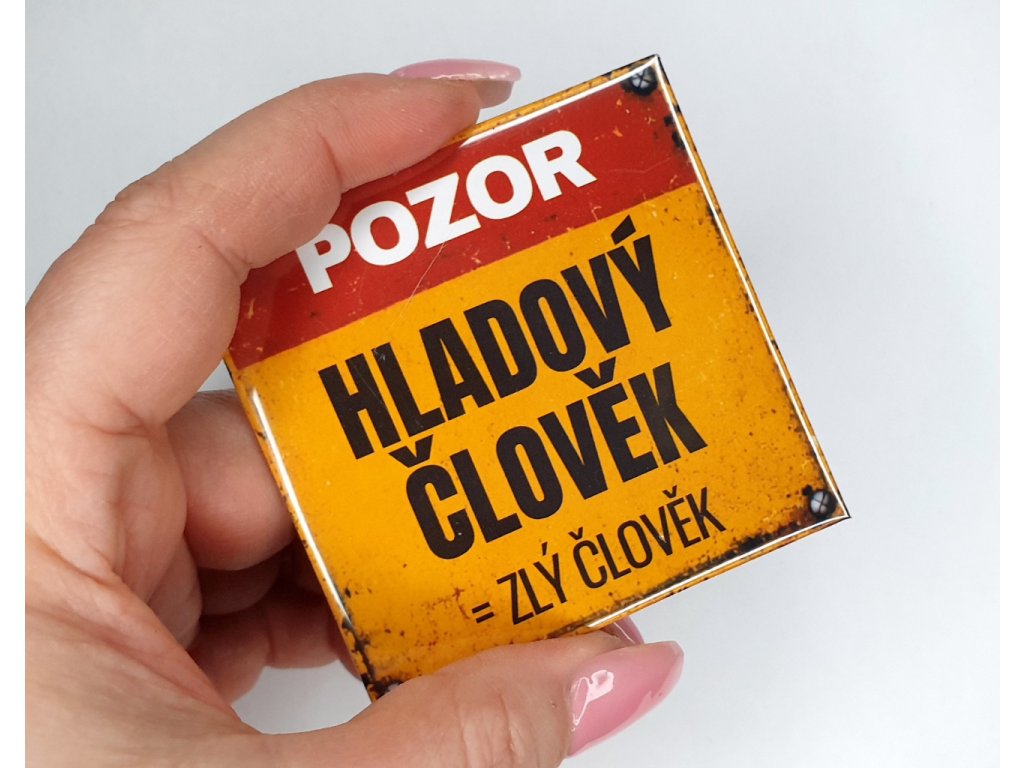 POZOR
HLADOVÝ
ČLOVĚK
= ZLÝ ČLOVĚK